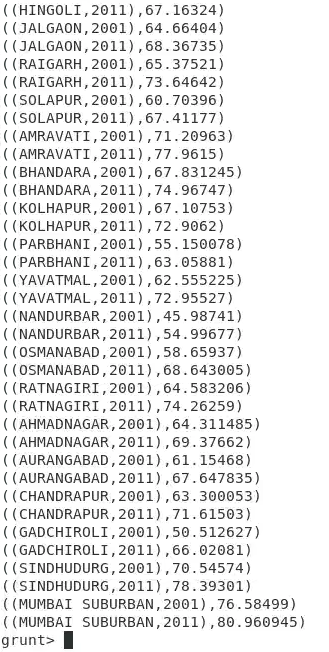 ((HINGOLI,2011),67.16324)
((JALGAON,2001),64.66404)
((JALGAON,2011),68.36735)
((RAIGARH,2001),65.37521)
((RAIGARH,2011),73.64642)
((SOLAPUR,2001),60.70396)
((SOLAPUR,2011),67.41177)
((AMRAVATI,2001),71.20963)
((AMRAVATI,2011),77.9615)
((BHANDARA,2001),67.831245)
((BHANDARA,2011),74.96747)
((KOLHAPUR,2001),67.10753)
((KOLHAPUR,2011),72.9062)
((PARBHANI,2001),55.150078)
((PARBHANI,2011),63.05881)
((YAVATMAL,2001),62.555225)
((YAVATMAL,2011),72.95527)
((NANDURBAR,2001),45.98741)
((NANDURBAR,2011),54.99677)
((OSMANABAD,2001),58.65937)
((OSMANABAD,2011),68.643005)
((RATNAGIRI,2001),64.583206)
((RATNAGIRI,2011),74.26259)
((AHMADNAGAR,2001),64.311485)
((AHMADNAGAR,2011),69.37662)
((AURANGABAD,2001),61.15468)
((AURANGABAD,2011),67.647835)
((CHANDRAPUR,2001),63.300053)
((CHANDRAPUR,2011),71.61503)
((GADCHIROLI,2001),50.512627)
((GADCHIROLI,2011),66.02081)
((SINDHUDURG,2001),70.54574)
((SINDHUDURG,2011),78.39301)
((MUMBAI SUBURBAN,2001),76.58499)
((MUMBAI SUBURBAN,2011),80.960945)
grunt>